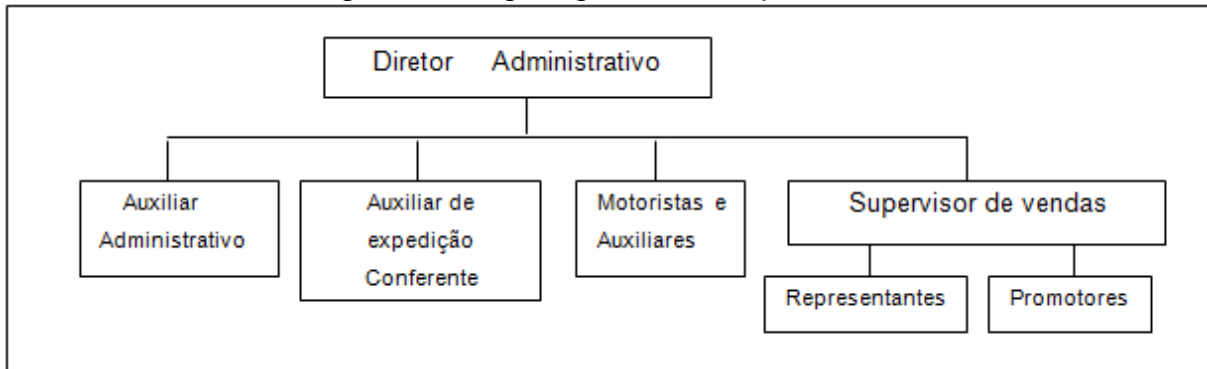 Diretor Administrativo
Auxiliar
Administrativo
Auxiliar de
expedição
Conferente
Motoristas e
Auxiliares
Supervisor de vendas
Representantes
Promotores